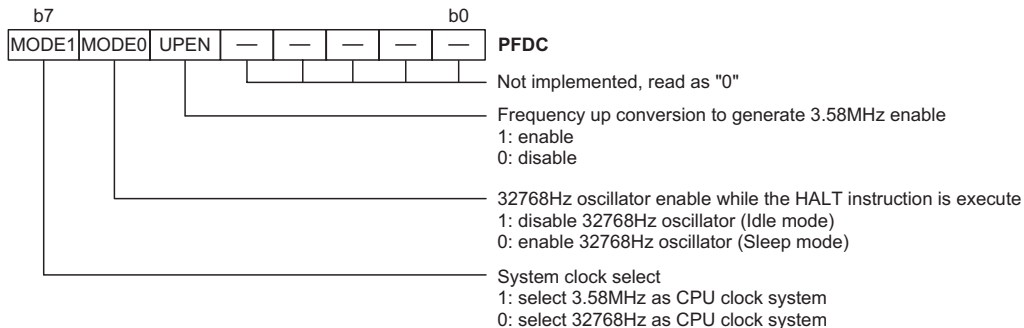 b7 b0
MODE1 MODE0 UPEN — — — — — PFDC
Not implemented, read as "0"
Frequency up conversion to generate 3.58MHz enable
1: enable
0: disable
32768Hz oscillator enable while the HALT instruction is execute
1: disable 32768Hz oscillator (Idle mode)
0: enable 32768Hz oscillator (Sleep mode)
System clock select
1: select 3.58MHz as CPU clock system
0: select 32768Hz as CPU clock system